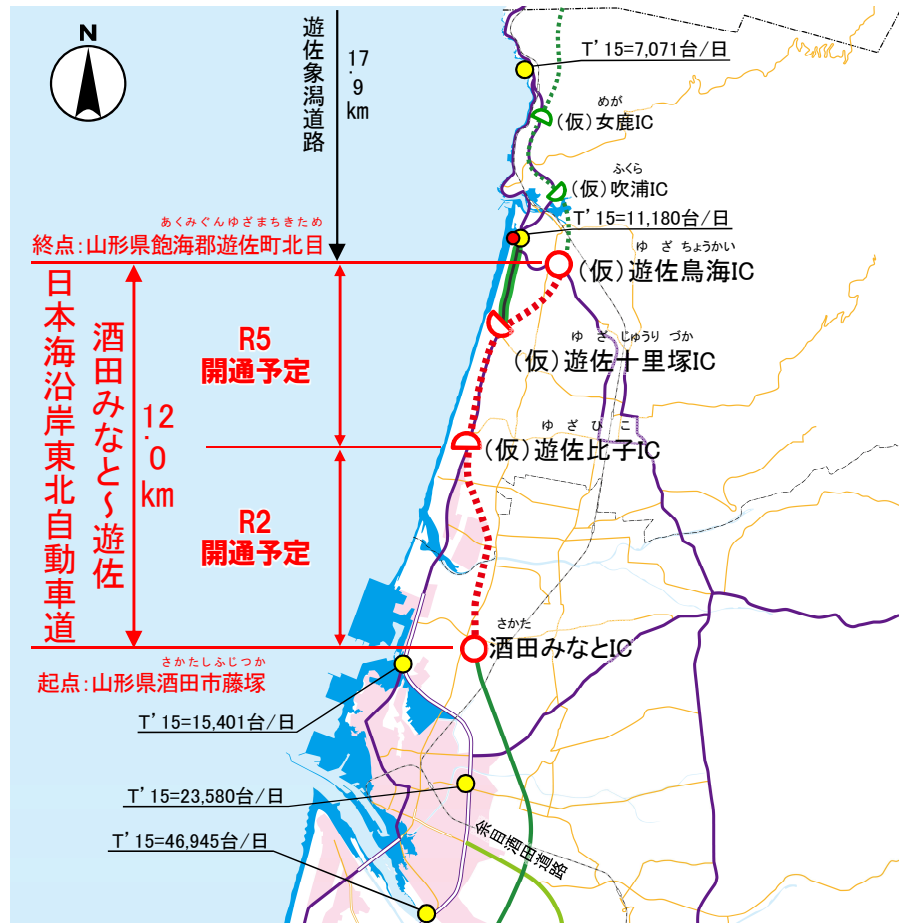 N
遊佐象潟道路
17.9km
T'15=7,071台/日
めが
(仮)女鹿IC
ふくら
(仮)吹浦IC
T'15=11,180台/日
あくみぐんゆざまちきため
終点:山形県飽海郡遊佐町北目
ゆざちょうかい
(仮)遊佐鳥海IC
日本海沿岸東北自動車道
酒田みなと~遊佐
12.0km
R5
開通予定
ゆざじゅうりづか
(仮)遊佐十里塚IC
ゆざひこ
(仮)遊佐比子IC
R2
開通予定
さかた
酒田みなとIC
さかたしふじつか
起点:山形県酒田市藤塚
T'15=15,401台/日
T'15=23,580台/日
T'15=46,945台/日
余目酒田道路